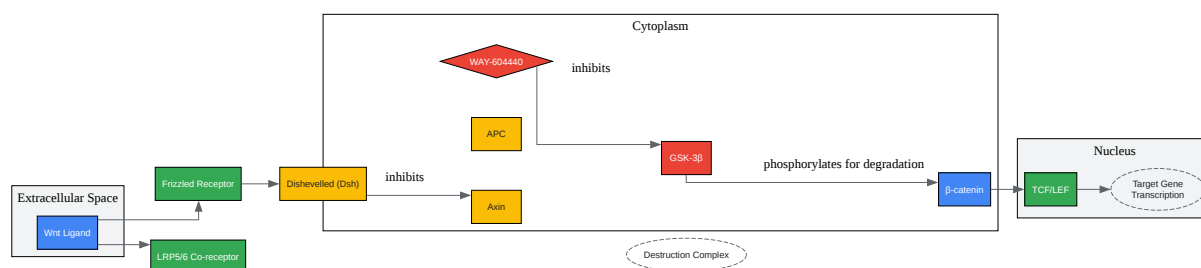 Cytoplasm
WAY-604440
inhibits
APC
GSK-3β
phosphorylates for degradation
Nucleus
Frizzled Receptor
Dishevelled (Dsh)
inhibits
Axin
β-catenin
TCF/LEF
Target Gene
Transcription
Extracellular Space
Wnt Ligand
LRP5/6 Co-receptor
Destruction Complex